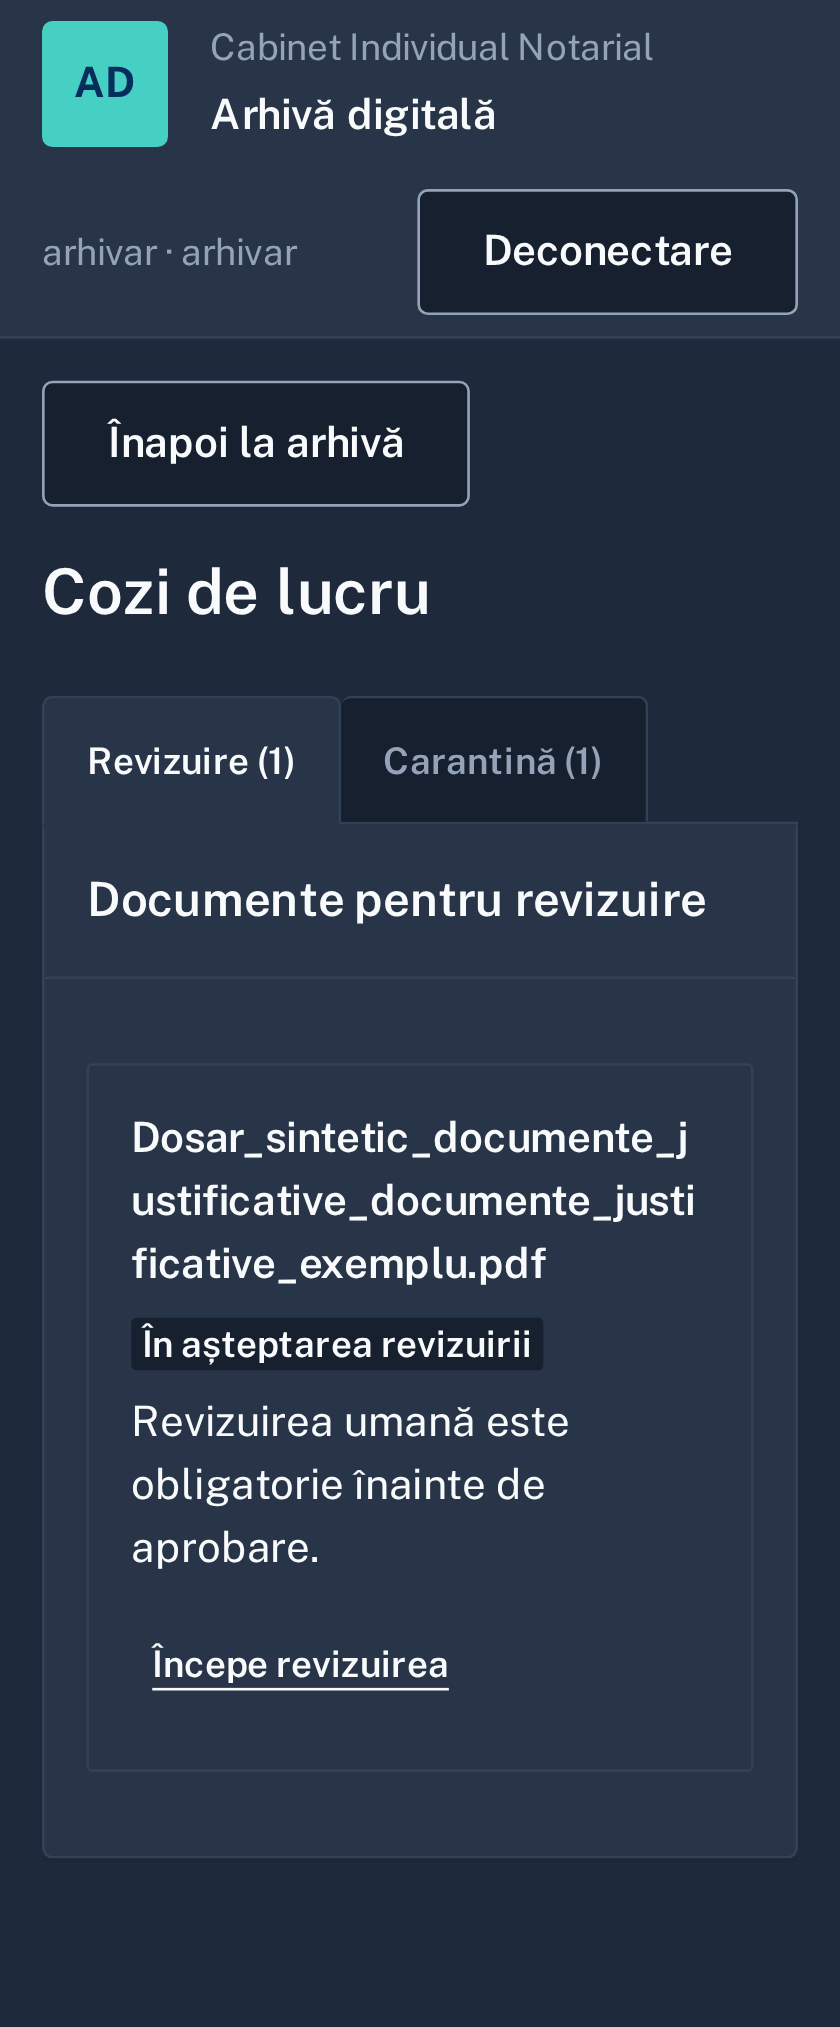 AD
Cabinet Individual Notarial
Arhivă digitală
arhivar · arhivar
Deconectare
Înapoi la arhivă
Cozi de lucru
Revizuire (1)
Carantină (1)
Documente pentru revizuire
Dosar_sintetic_documente_j
ustificative_documente_justi
ficative_exemplu.pdf
În așteptarea revizuirii
Revizuirea umană este
obligatorie înainte de
aprobare.
Începe revizuirea